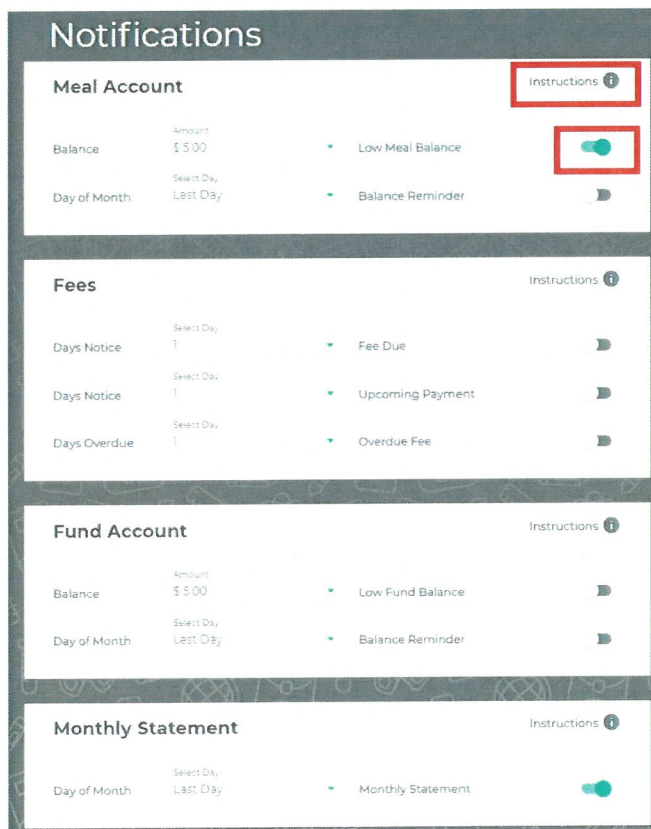 Notifications
Meal Account
Instructions
Amount
Balance $ 5.00 Low Meal Balance
Select Day
Day of Month Last Day Balance Reminder
Fees
Instructions
Select Day
Days Notice 1 Fee Due
Select Day
Days Notice 1 Upcoming Payment
Select Day
Days Overdue 1 Overdue Fee
Fund Account
Instructions
Amount
Balance $ 5.00 Low Fund Balance
Select Day
Day of Month Last Day Balance Reminder
Monthly Statement
Instructions
Select Day
Day of Month Last Day Monthly Statement